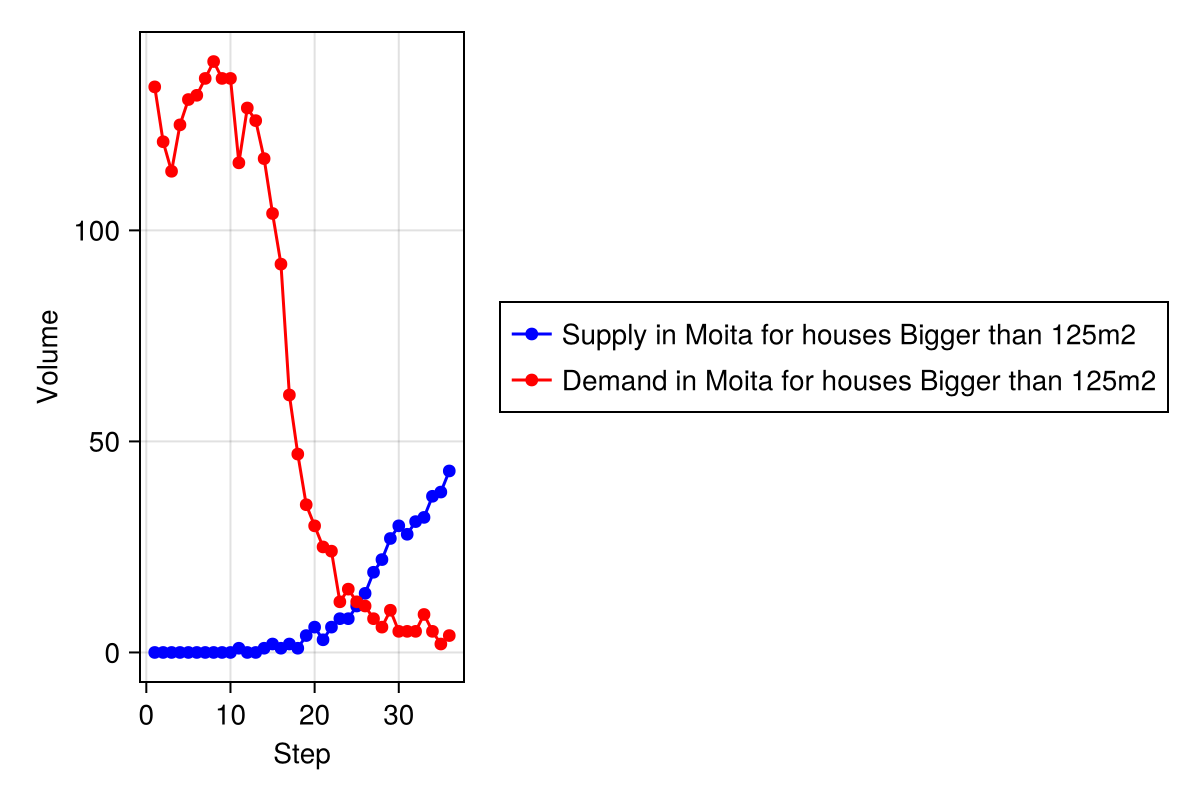 Volume
100
50
0
0 10 20 30
Step
Supply in Moita for houses Bigger than 125m2
Demand in Moita for houses Bigger than 125m2